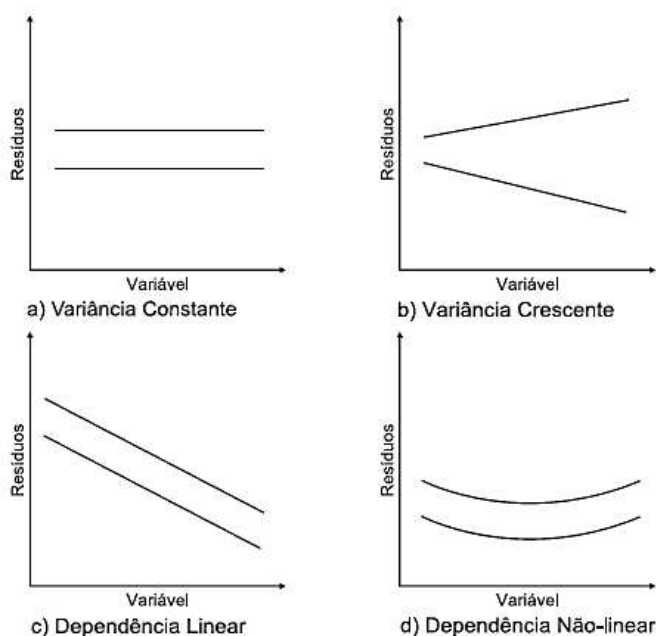 Resíduos
Variável
a) Variância Constante
Resíduos
Variável
b) Variância Crescente
Resíduos
Variável
c) Dependência Linear
Resíduos
Variável
d) Dependência Não-linear